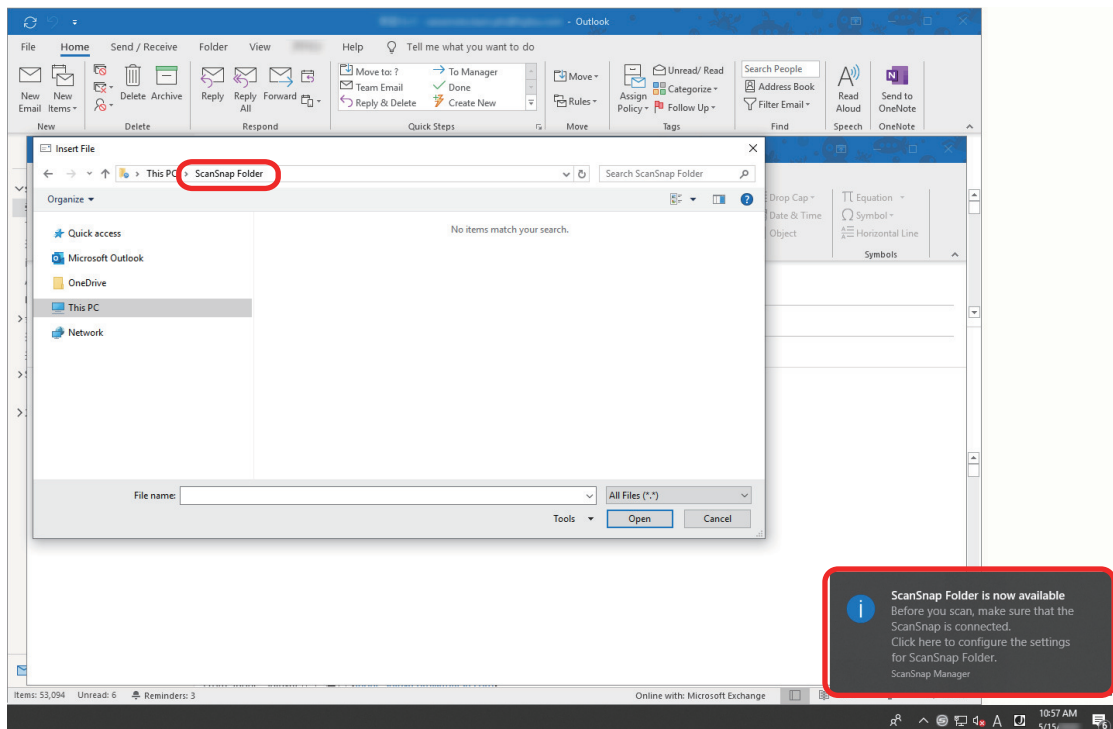 - Outlook
File Home Send / Receive Folder View Help Tell me what you want to do
New Email
New Items
Delete
Archive
Reply
Reply All
Forward
Move to: ?
Team Email
Reply & Delete
To Manager
Done
Create New
Move
Rules
Assign Policy
Unread/ Read
Categorize
Follow Up
Search People
Address Book
Filter Email
Read Aloud
Send to OneNote
New Delete Respond Quick Steps Move Tags Find Speech OneNote
Insert File
This PC › ScanSnap Folder
Search ScanSnap Folder
Organize
Quick access
Microsoft Outlook
OneDrive
This PC
Network
No items match your search.
Drop Cap
Date & Time
Object
Equation
Symbol
Horizontal Line
Symbols
File name:
All Files (*.*)
Tools
Open
Cancel
ScanSnap Folder is now available
Before you scan, make sure that the
ScanSnap is connected.
Click here to configure the settings
for ScanSnap Folder.
ScanSnap Manager
Items: 53,094 Unread: 6 Reminders: 3
Online with: Microsoft Exchange
A
10:57 AM
5/15/
6